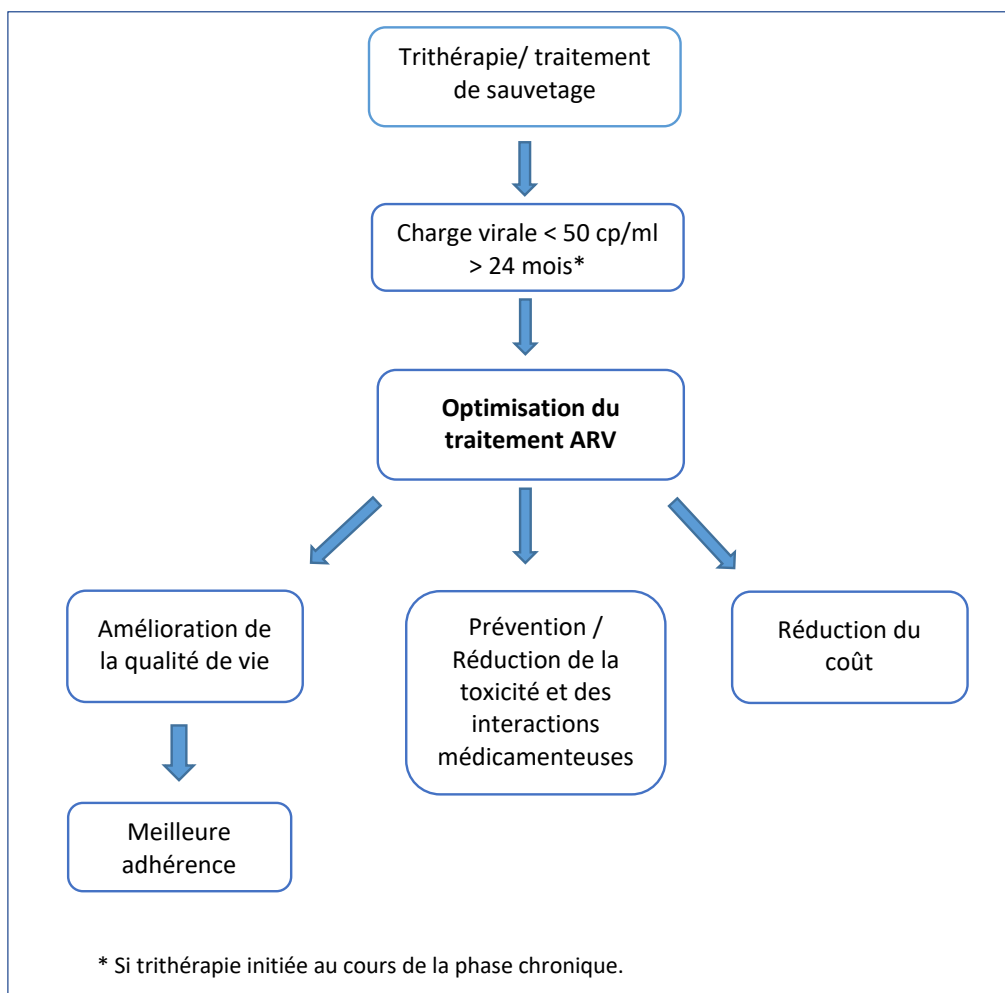 Trithérapie/ traitement
de sauvetage
Charge virale < 50 cp/ml
> 24 mois*
Optimisation du
traitement ARV
Amélioration de
la qualité de vie
Prévention /
Réduction de la
toxicité et des
interactions
médicamenteuses
Réduction du
coût
Meilleure
adhérence
* Si trithérapie initiée au cours de la phase chronique.